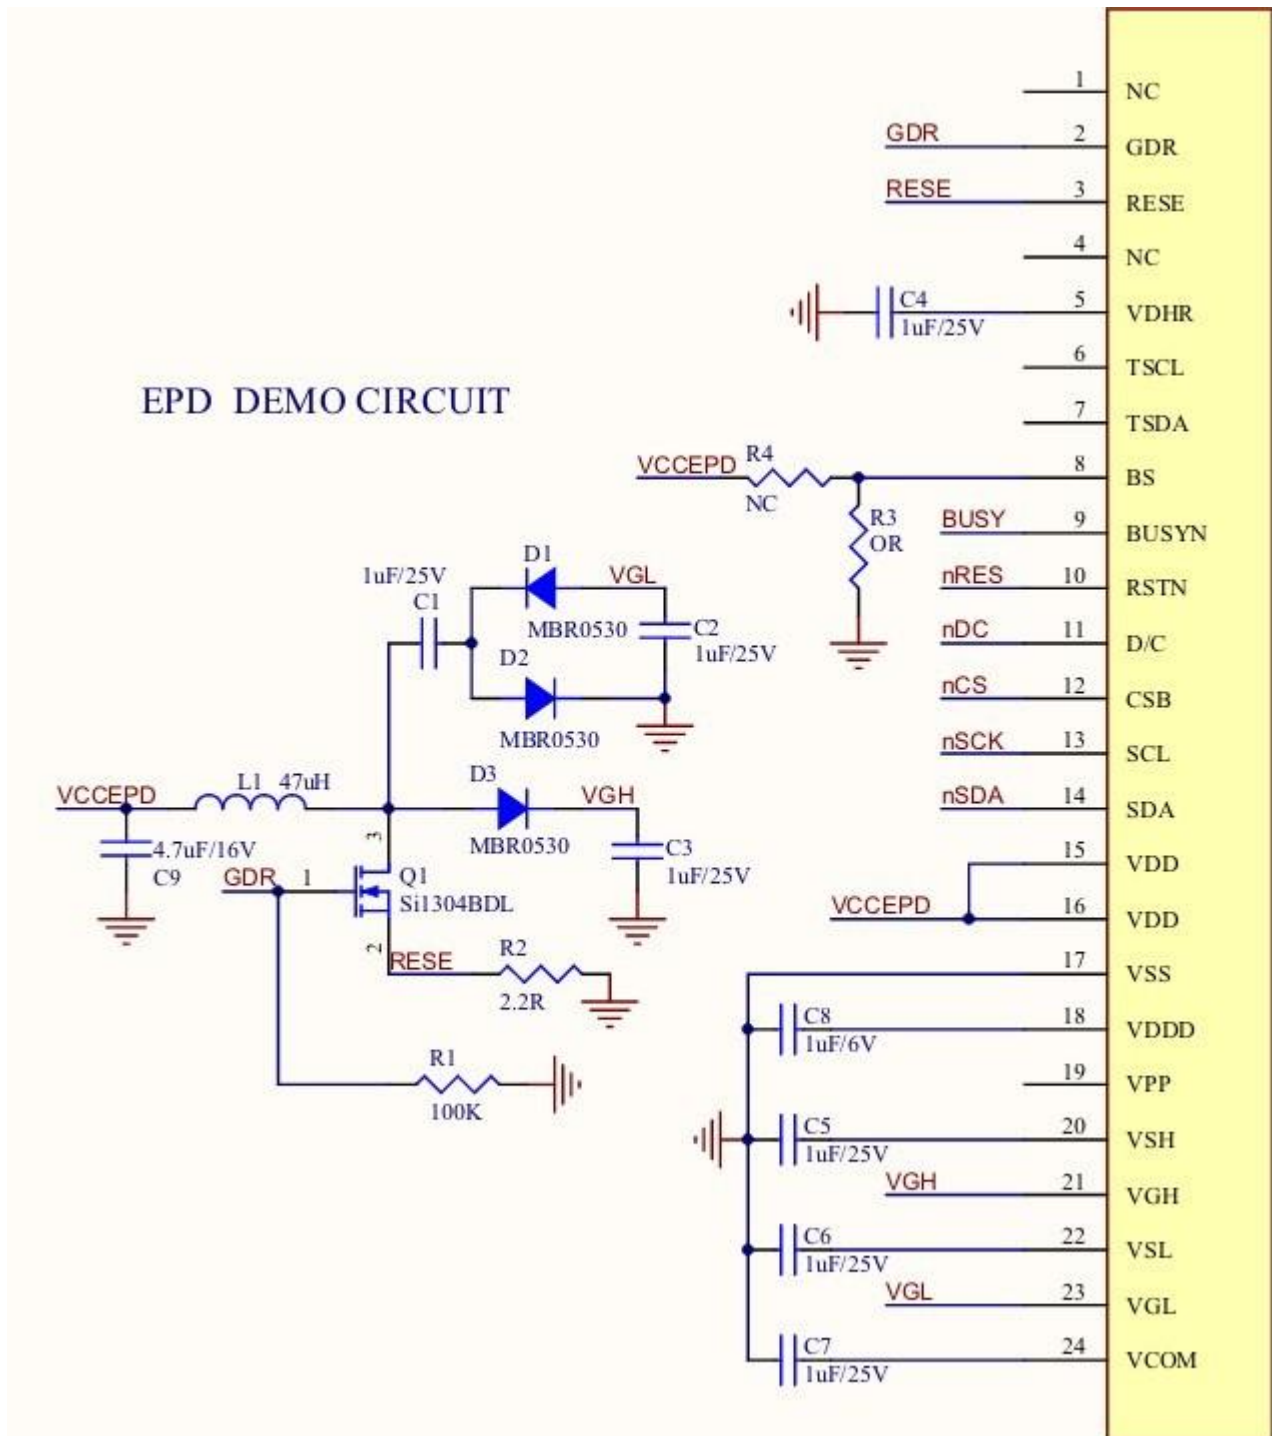 1 NC
GDR 2 GDR
RESE 3 RESE
4 NC
C4 5 VDHR
1uF/25V
6 TSCL
EPD DEMO CIRCUIT
7 TSDA
R4
VCCEPD 8 BS
NC
R3
OR
BUSY 9 BUSYN
D1
1uF/25V VGL nRES 10 RSTN
C1
MBR0530 C2
1uF/25V
nDC 11 D/C
D2
nCS 12 CSB
MBR0530
nSCK 13 SCL
L1 47uH D3
VCCEPD VGH nSDA 14 SDA
3
4.7uF/16V MBR0530 C3
C9 1uF/25V
15 VDD
GDR 1 Q1
Si1304BDL
VCCEPD 16 VDD
2
RESE R2
2.2R
17 VSS
C8 18 VDDD
1uF/6V
R1
100K
19 VPP
C5 20 VSH
1uF/25V
VGH 21 VGH
C6 22 VSL
1uF/25V
VGL 23 VGL
C7 24 VCOM
1uF/25V